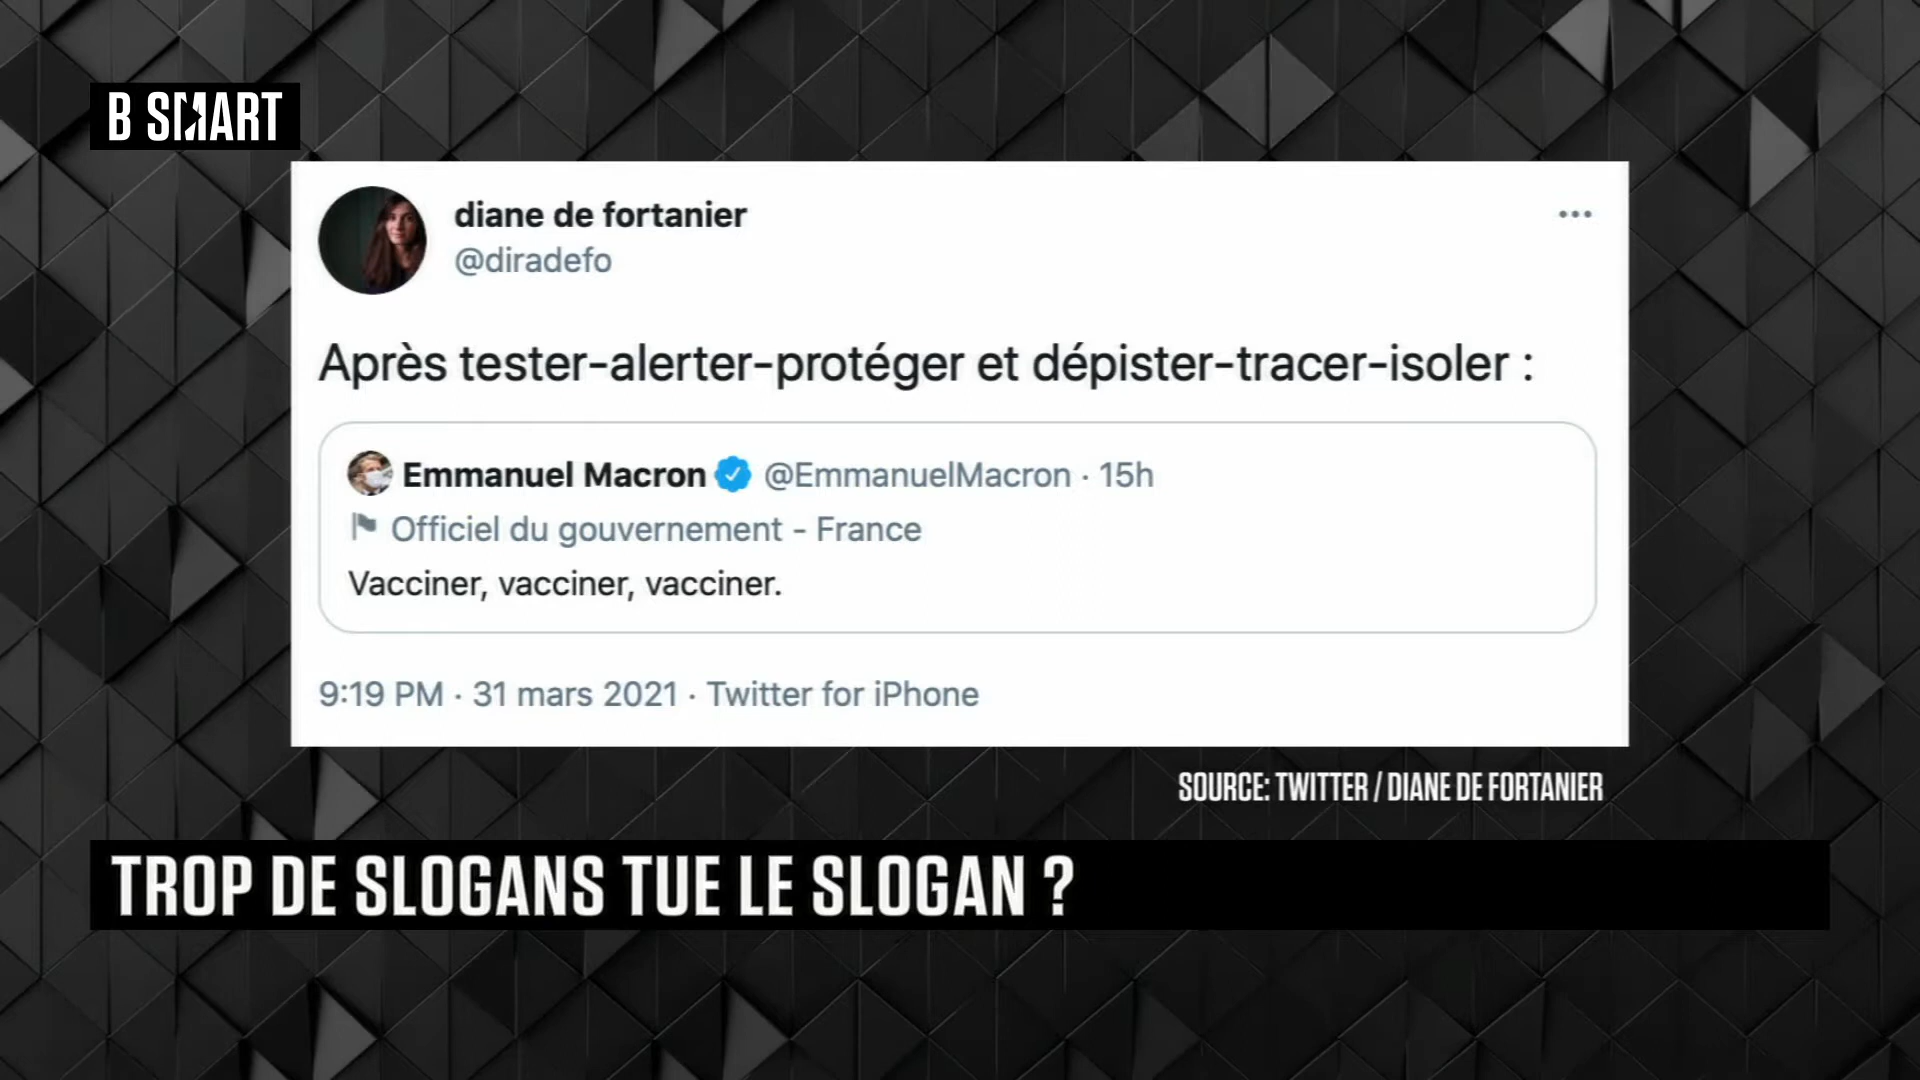 B SMART
diane de fortanier
@diradefo
Après tester-alerter-protéger et dépister-tracer-isoler :
Emmanuel Macron @EmmanuelMacron · 15h
Officiel du gouvernement - France
Vacciner, vacciner, vacciner.
9:19 PM · 31 mars 2021 · Twitter for iPhone
SOURCE: TWITTER / DIANE DE FORTANIER
TROP DE SLOGANS TUE LE SLOGAN ?